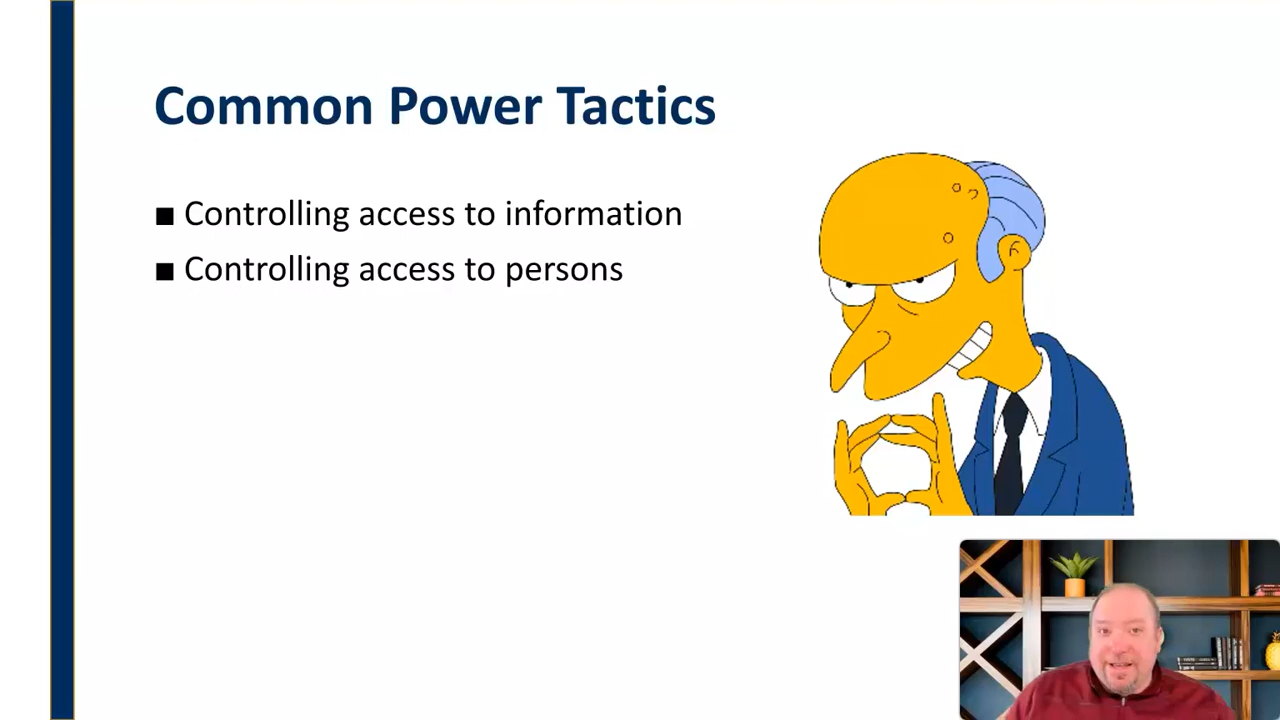 Common Power Tactics
■ Controlling access to information
■ Controlling access to persons